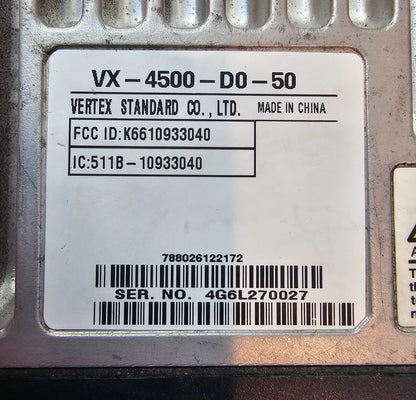 VX-4500-D0-50
VERTEX STANDARD CO., LTD. MADE IN CHINA
FCC ID:K6610933040
IC:511B-10933040
788026122172
SER. NO. 4G6L270027